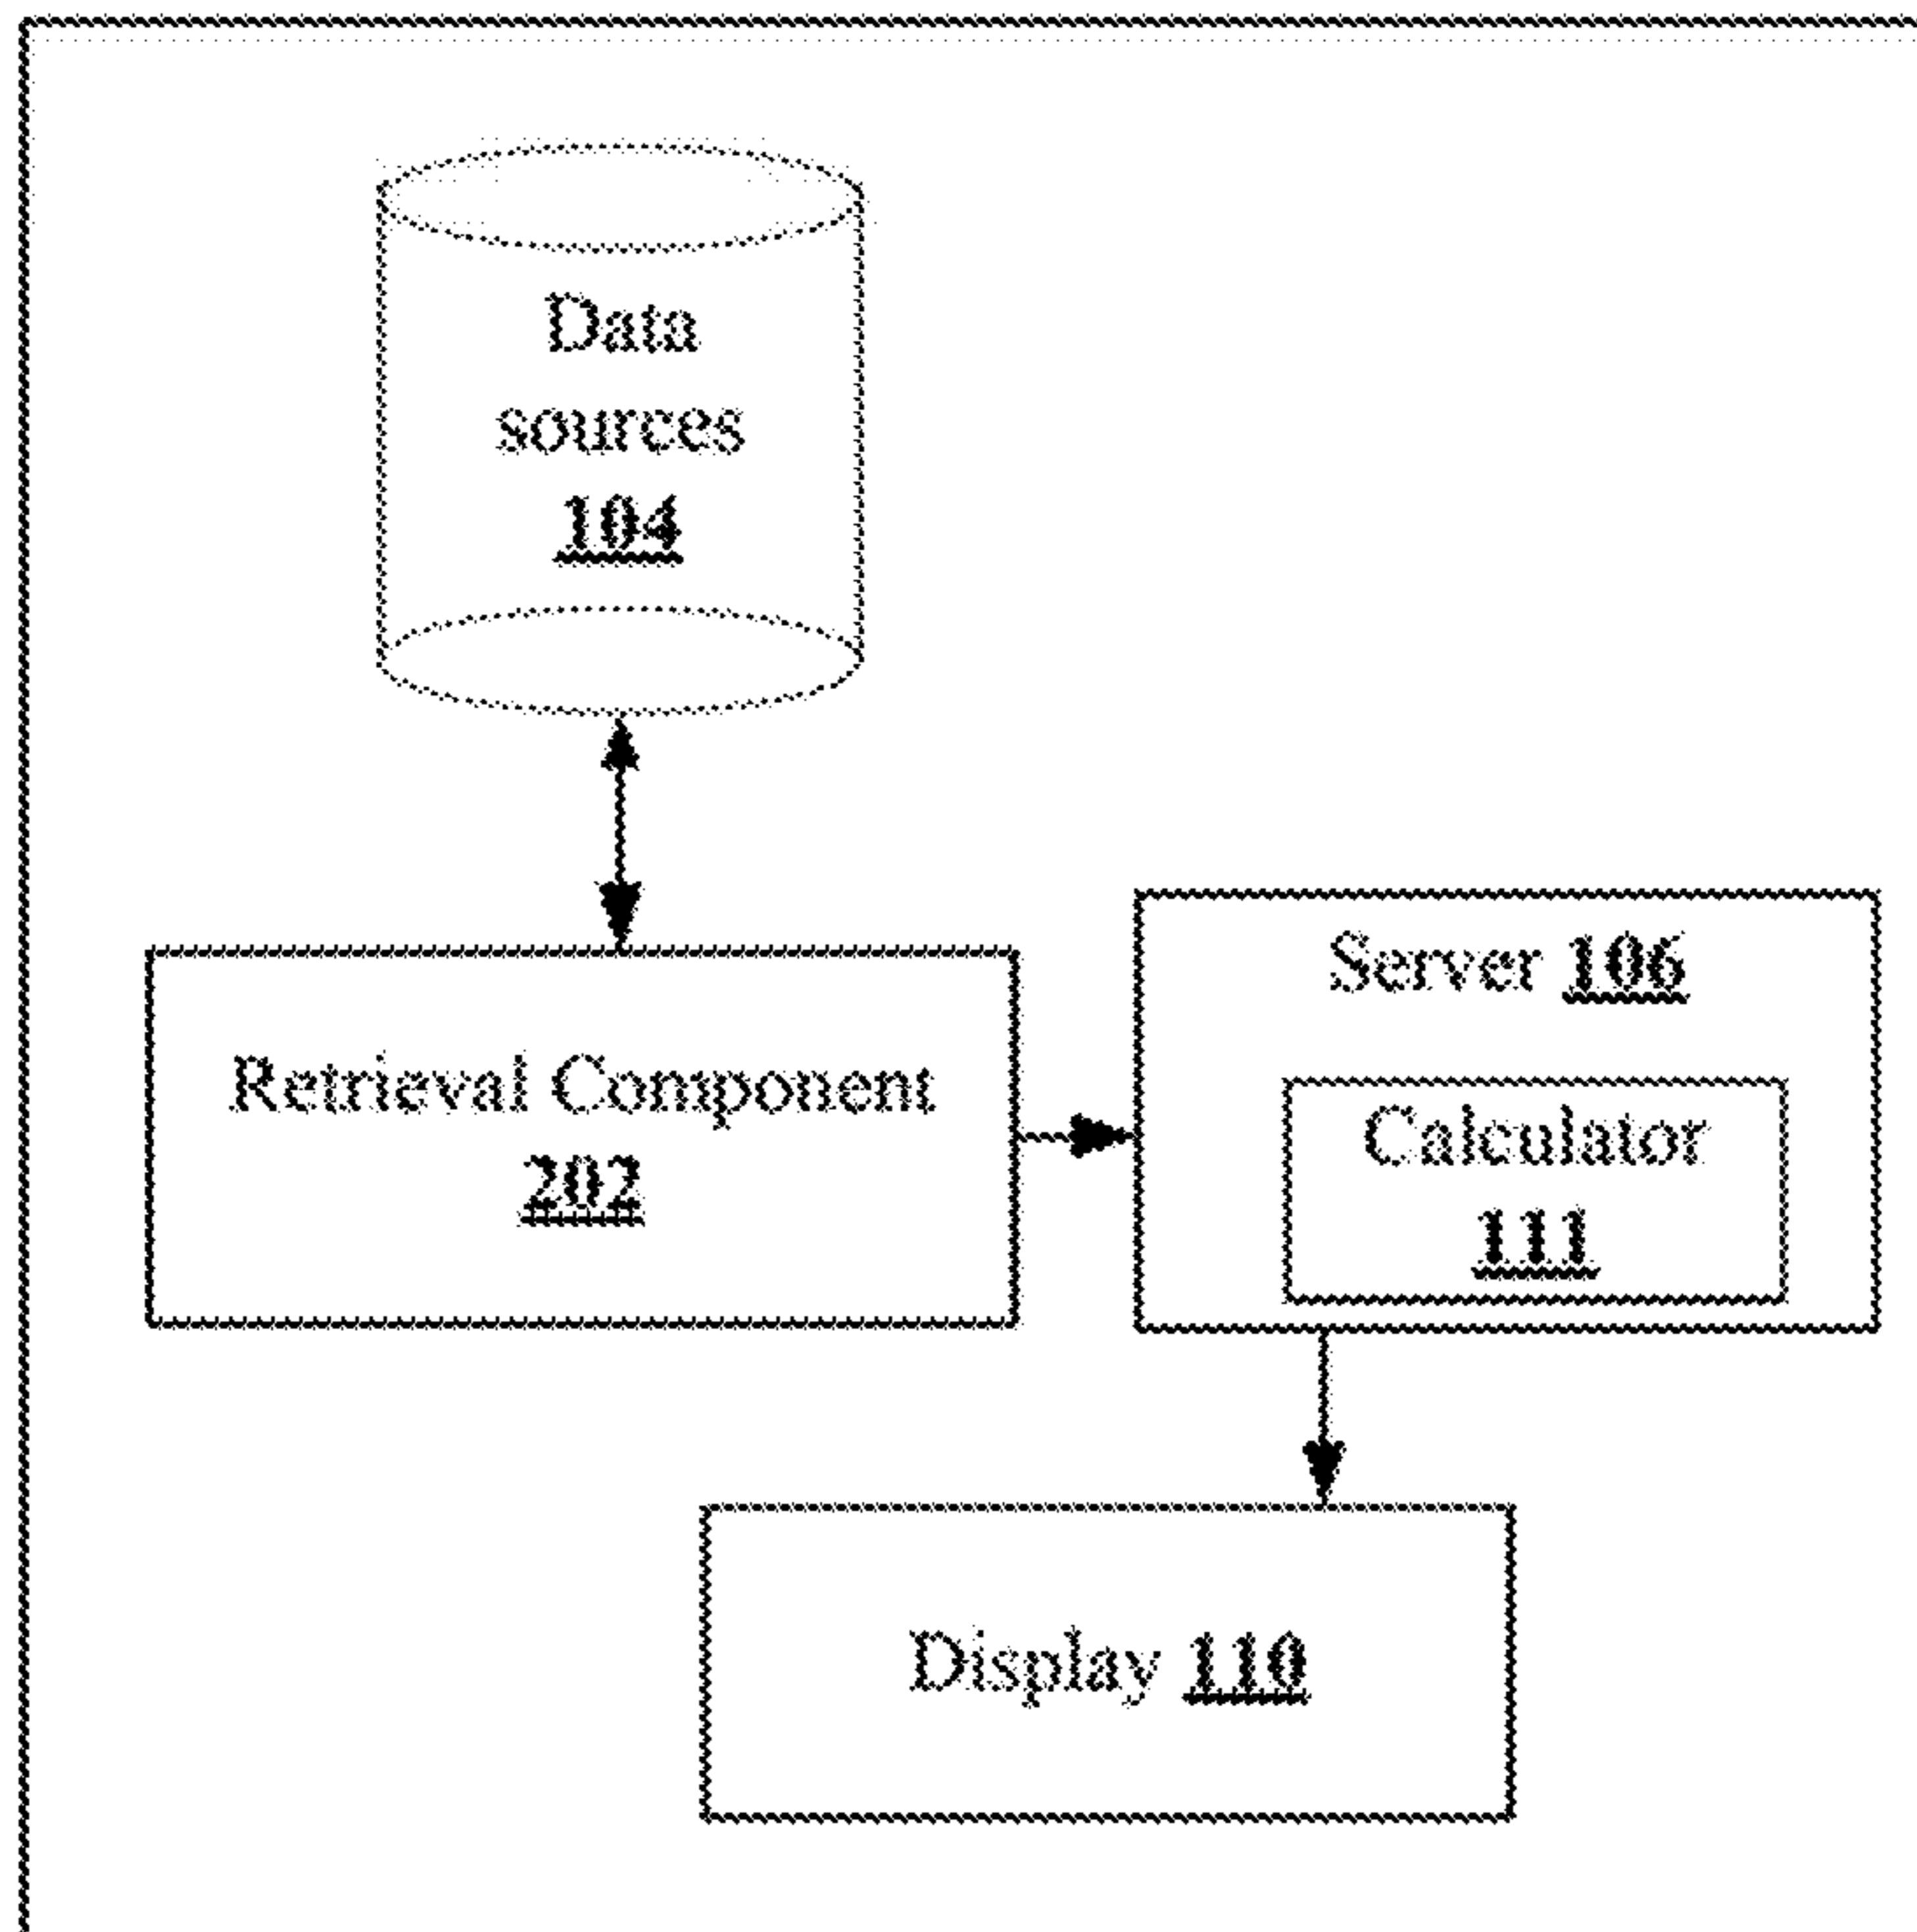 Data
sources
104
Server 106
Retrieval Component
202
Calculator
111
Display 110